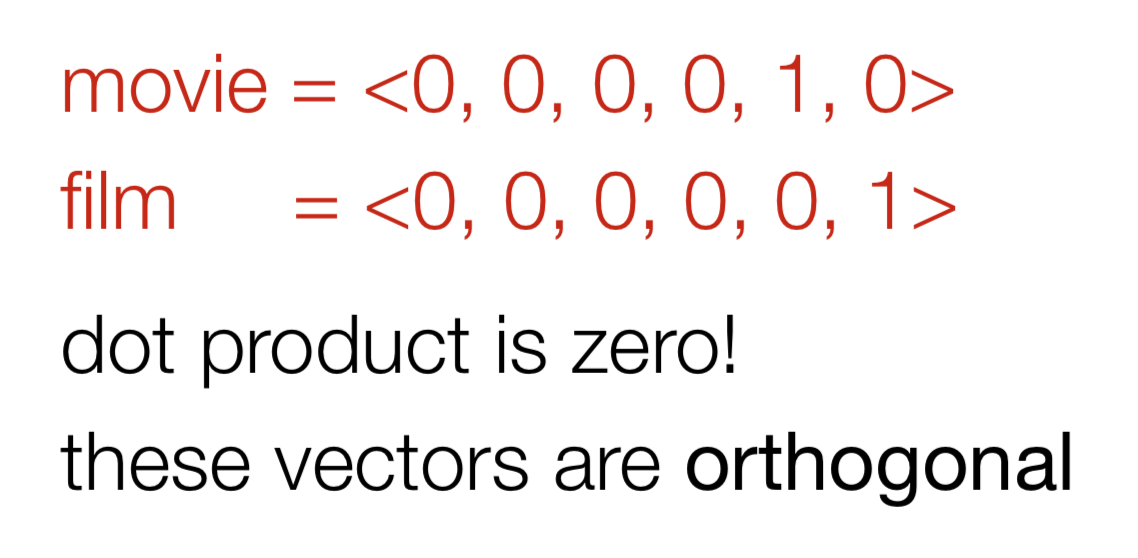 movie = <0, 0, 0, 0, 1, 0>
film = <0, 0, 0, 0, 0, 1>
dot product is zero!
these vectors are orthogonal